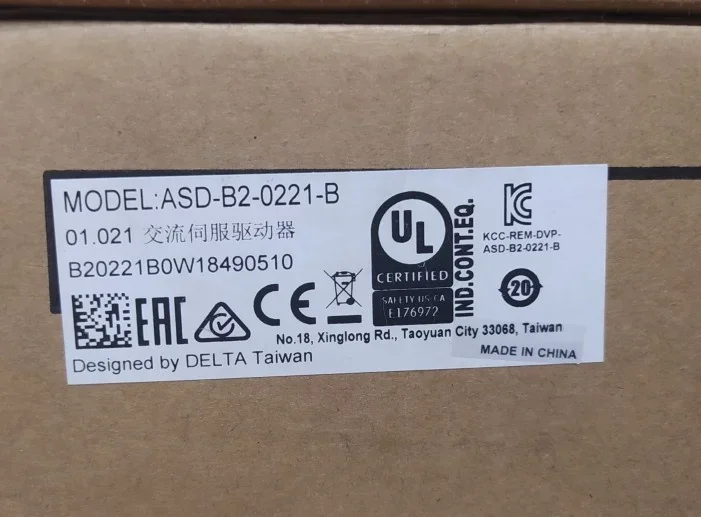 MODEL:ASD-B2-0221-B
01.021 交流伺服驱动器
B20221B0W18490510
EAC
CE
UL
CERTIFIED
SAFETY US CA
E176972
IND.CONT.EQ.
KCC-REM-DVP-
ASD-B2-0221-B
20
No.18, Xinglong Rd., Taoyuan City 33068, Taiwan
Designed by DELTA Taiwan
MADE IN CHINA